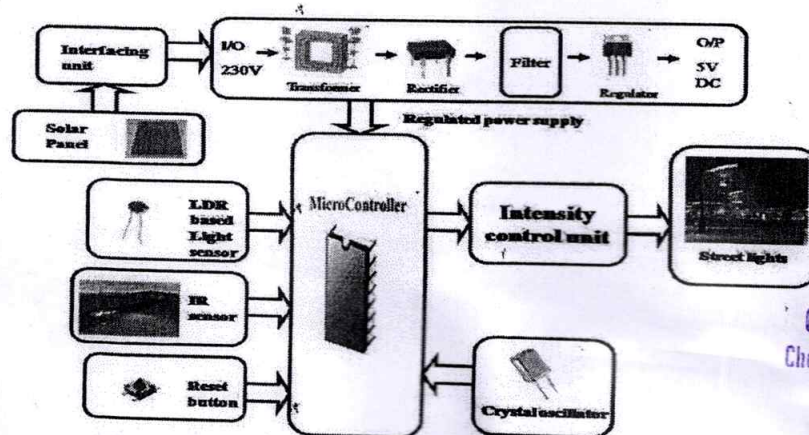 Interfacing
unit
I/O
230V
Transformer
Rectifier
Filter
Regulator
O/P
5V
DC
Solar
Panel
Regulated power supply
LDR
based
Light
sensor
MicroController
Intensity
control unit
Street lights
IR
sensor
Reset
button
Crystal oscillator